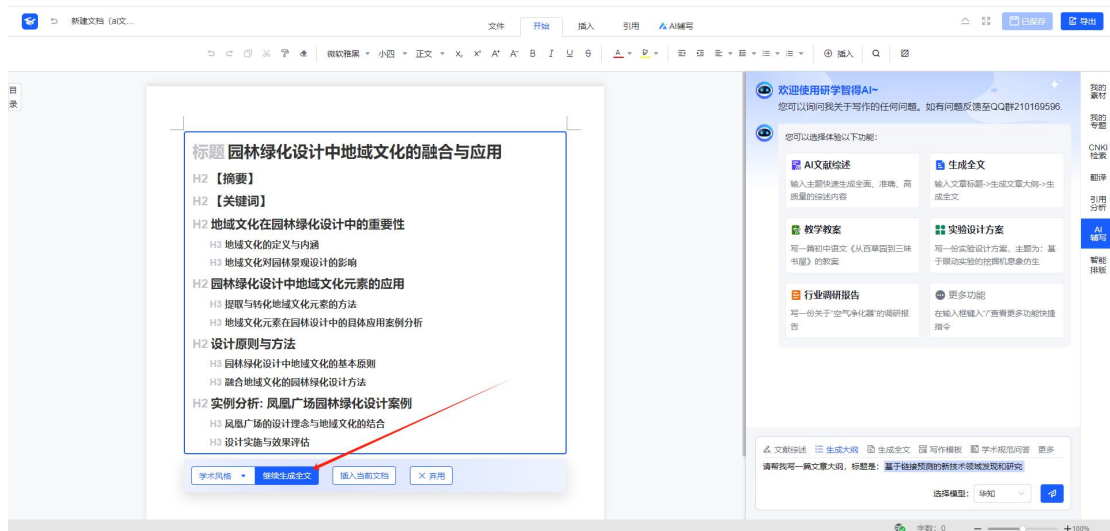 新建文档（ai文...
文件 开始 插入 引用 AI辅写
已保存 导出
微软雅黑 小四 正文 X₂ X² A⁺ A⁻ B I U S A 插入
目录
标题 园林绿化设计中地域文化的融合与应用
H2 【摘要】
H2 【关键词】
H2 地域文化在园林绿化设计中的重要性
H3 地域文化的定义与内涵
H3 地域文化对园林景观设计的影响
H2 园林绿化设计中地域文化元素的应用
H3 提取与转化地域文化元素的方法
H3 地域文化元素在园林设计中的具体应用案例分析
H2 设计原则与方法
H3 园林绿化设计中地域文化的基本原则
H3 融合地域文化的园林绿化设计方法
H2 实例分析: 凤凰广场园林绿化设计案例
H3 凤凰广场的设计理念与地域文化的结合
H3 设计实施与效果评估
学术风格 继续生成全文 插入当前文档 × 弃用
欢迎使用研学智得AI~
您可以询问我关于写作的任何问题。如有问题反馈至QQ群210169596.
您可以选择体验以下功能:
AI文献综述
输入主题快速生成全面、准确、高
质量的综述内容
生成全文
输入文章标题->生成文章大纲->生
成全文
教学教案
写一篇初中语文《从百草园到三味
书屋》的教案
实验设计方案
写一份实验设计方案，主题为：基
于眼动实验的挖掘机意象仿生
行业调研报告
写一份关于“空气净化器”的调研报
告
更多功能
在输入框键入“/”查看更多功能快捷
指令
文献综述 生成大纲 生成全文 写作模板 学术规范问答 更多
请帮我写一篇文章大纲，标题是：基于链接预测的新技术领域发现和研究
选择模型： 华知
我的
素材
我的
专题
CNKI
检索
翻译
引用
分析
AI
辅写
智能
排版
字数：0 − + 100%